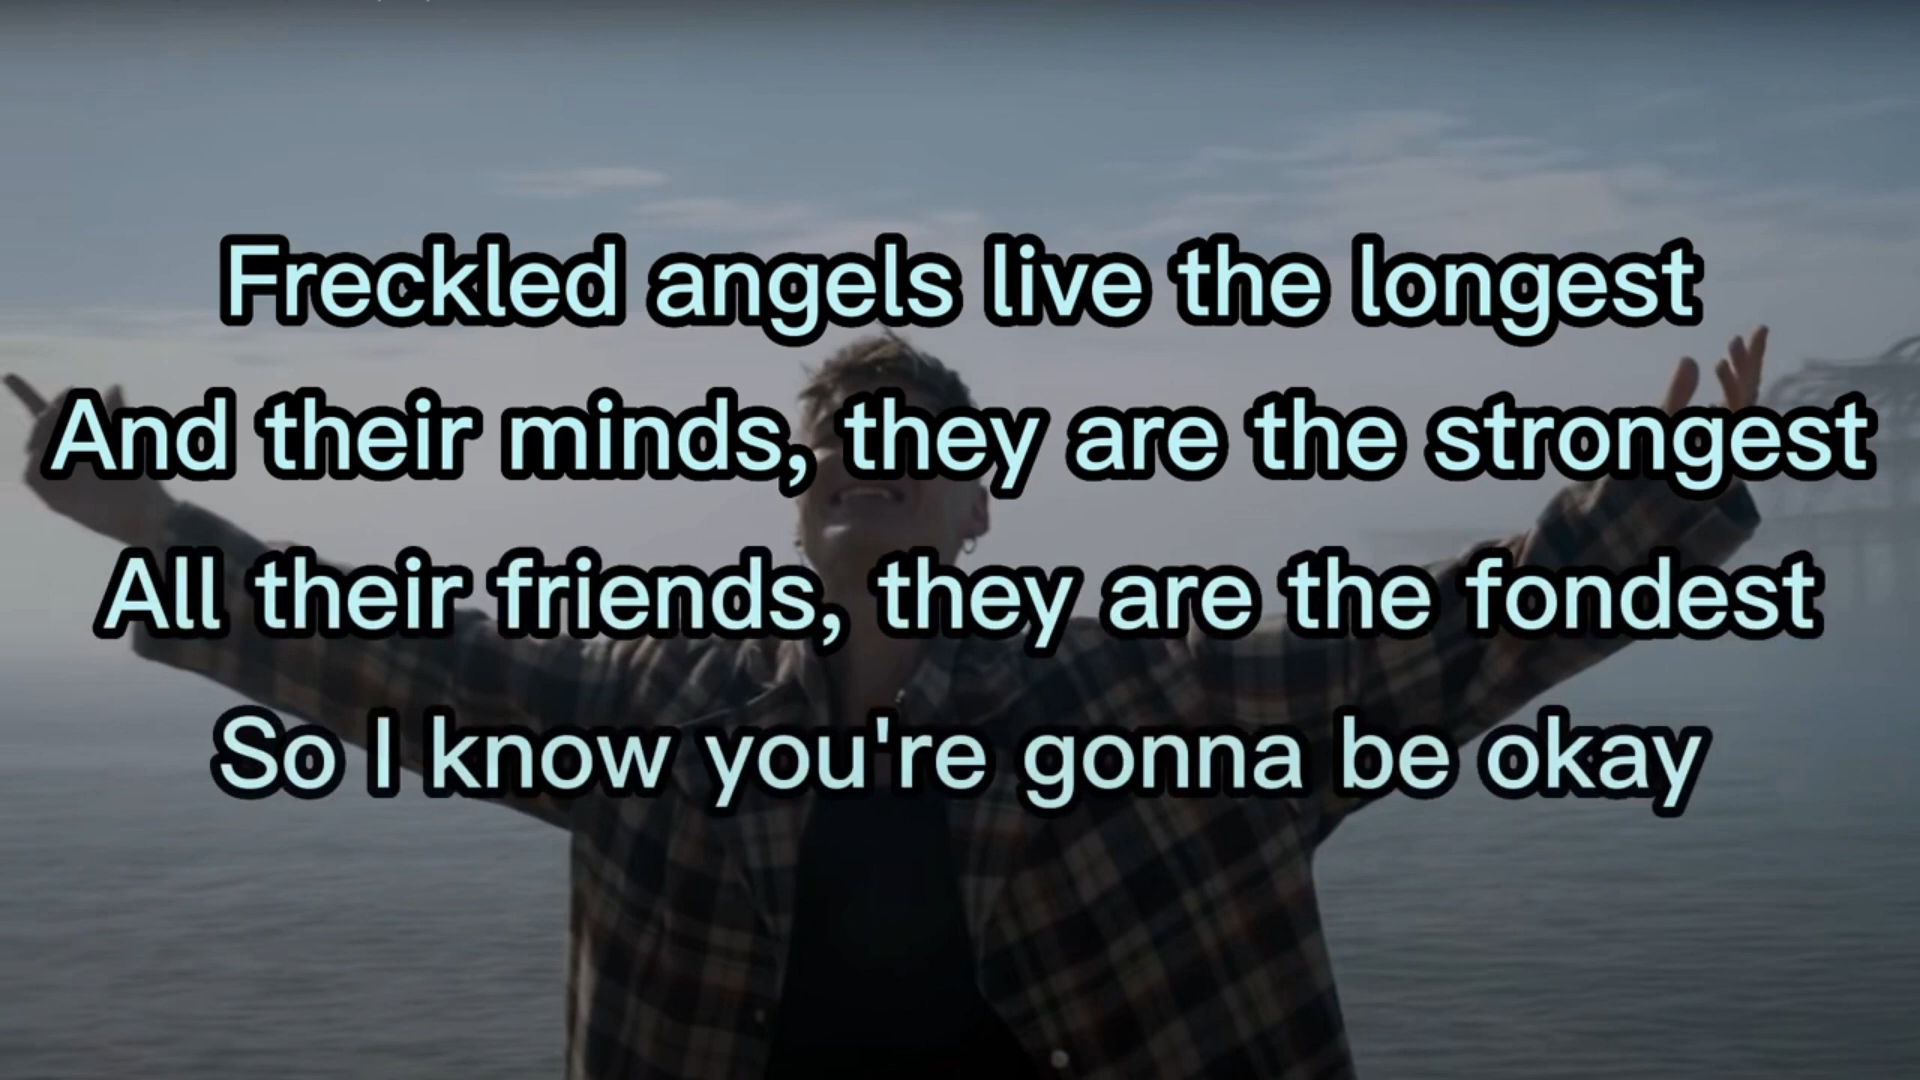 Freckled angels live the longest
And their minds, they are the strongest
All their friends, they are the fondest
So I know you're gonna be okay